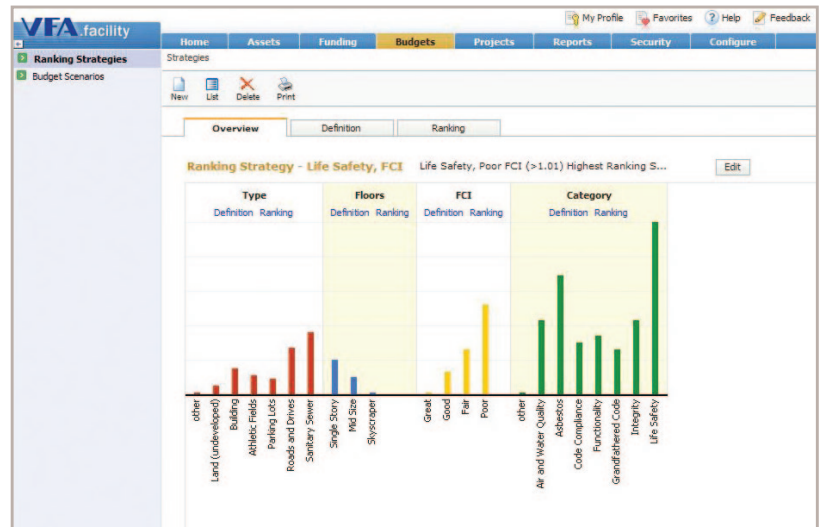 My Profile Favorites Help Feedback
VFA.facility
Home Assets Funding Budgets Projects Reports Security Configure
Ranking Strategies
Budget Scenarios
Strategies
New List Delete Print
Overview Definition Ranking
Ranking Strategy - Life Safety, FCI Life Safety, Poor FCI (>1.01) Highest Ranking S... Edit
Type Floors FCI Category
Definition Ranking Definition Ranking Definition Ranking Definition Ranking
other
Land (undeveloped)
Building
Athletic Fields
Parking Lots
Roads and Drives
Sanitary Sewer
Single Story
Mid Size
Skyscraper
Great
Good
Fair
Poor
other
Air and Water Quality
Asbestos
Code Compliance
Functionality
Grandfathered Code
Integrity
Life Safety